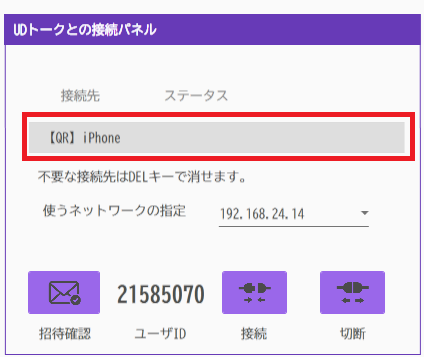 UDトークとの接続パネル
接続先 ステータス
【QR】iPhone
不要な接続先はDELキーで消せます。
使うネットワークの指定 192.168.24.14
21585070
招待確認 ユーザID 接続 切断